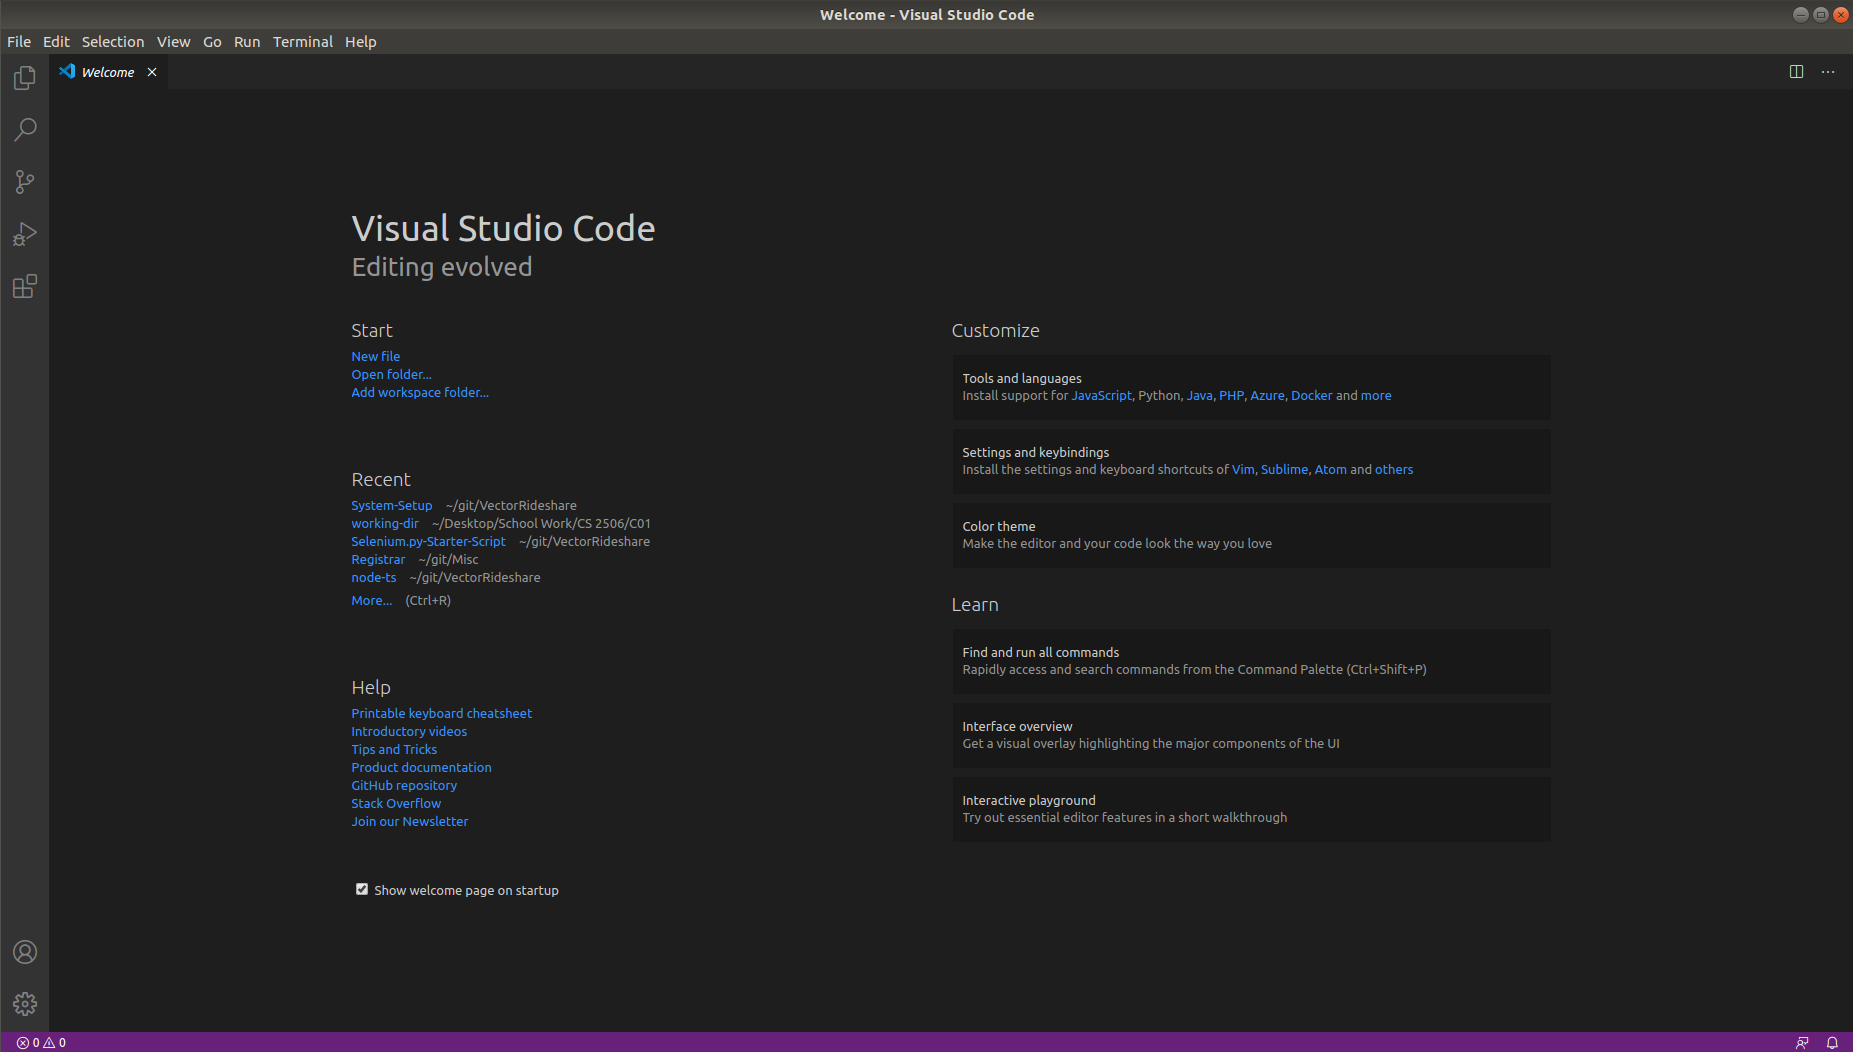 Welcome - Visual Studio Code
File Edit Selection View Go Run Terminal Help
Welcome
Visual Studio Code
Editing evolved
Start
New file
Open folder...
Add workspace folder...
Recent
System-Setup ~/git/VectorRideshare
working-dir ~/Desktop/School Work/CS 2506/C01
Selenium.py-Starter-Script ~/git/VectorRideshare
Registrar ~/git/Misc
node-ts ~/git/VectorRideshare
More... (Ctrl+R)
Help
Printable keyboard cheatsheet
Introductory videos
Tips and Tricks
Product documentation
GitHub repository
Stack Overflow
Join our Newsletter
Show welcome page on startup
Customize
Tools and languages
Install support for JavaScript, Python, Java, PHP, Azure, Docker and more
Settings and keybindings
Install the settings and keyboard shortcuts of Vim, Sublime, Atom and others
Color theme
Make the editor and your code look the way you love
Learn
Find and run all commands
Rapidly access and search commands from the Command Palette (Ctrl+Shift+P)
Interface overview
Get a visual overlay highlighting the major components of the UI
Interactive playground
Try out essential editor features in a short walkthrough
0 0